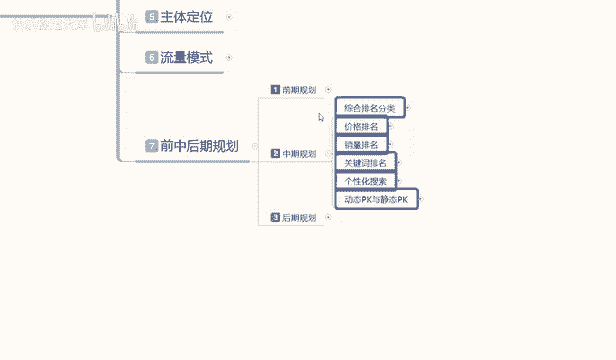 5 主体定位
6 流量模式
1 前期规划
综合排名分类
价格排名
销量排名
7 前中后期规划
2 中期规划
关键词排名
个性化搜索
动态PK与静态PK
3 后期规划